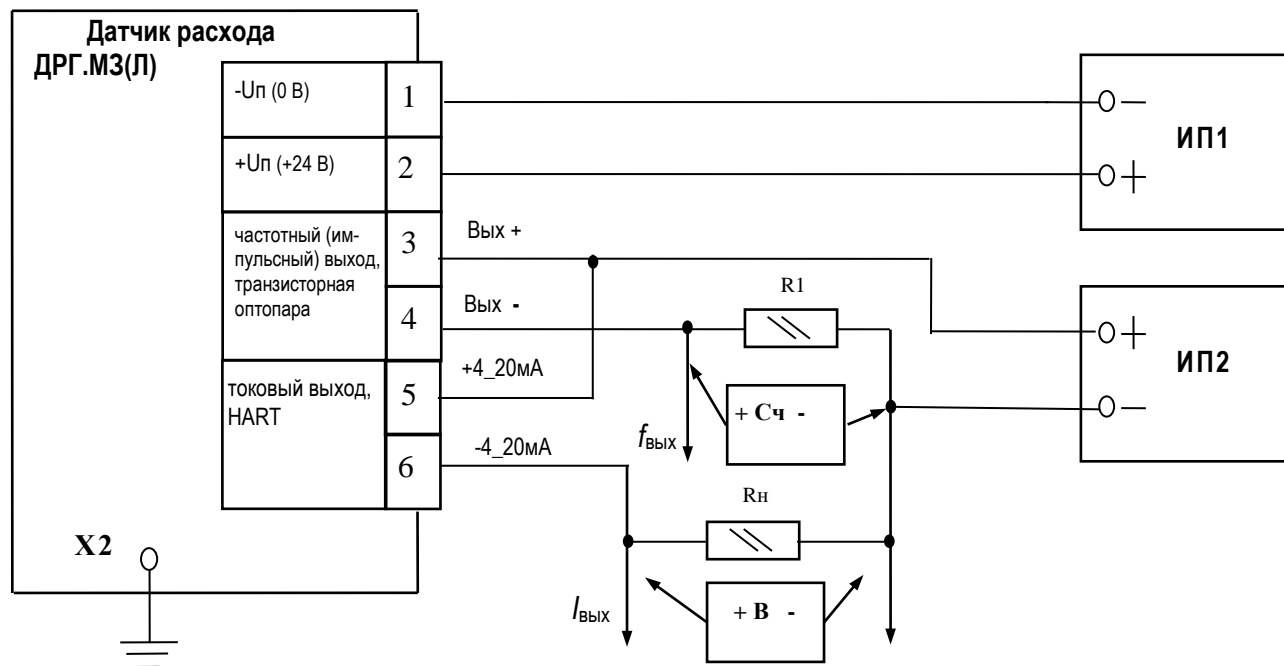 Датчик расхода
ДРГ.МЗ(Л)
-Uп (0 В)
1
+Uп (+24 В)
2
частотный (им-
пульсный) выход,
транзисторная
оптопара
3
Вых +
4
Вых -
токовый выход,
HART
5
+4_20мА
6
-4_20мА
X2
R1
+ Сч -
fвых
Rн
+ В -
Iвых
−
ИП1
+
+
ИП2
−